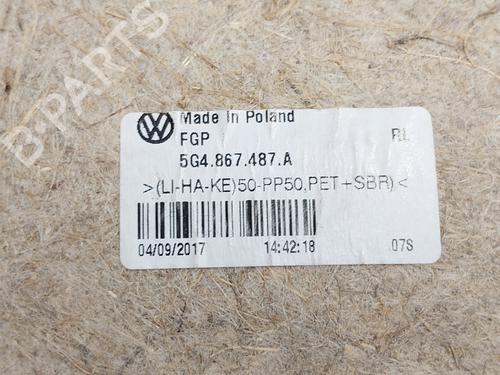 B-PARTS
Made In Poland
FGP RL
5G4.867.487.A
>(LI-HA-KE)50-PP50,PET+SBR)<
04/09/2017 14:42:18 07S